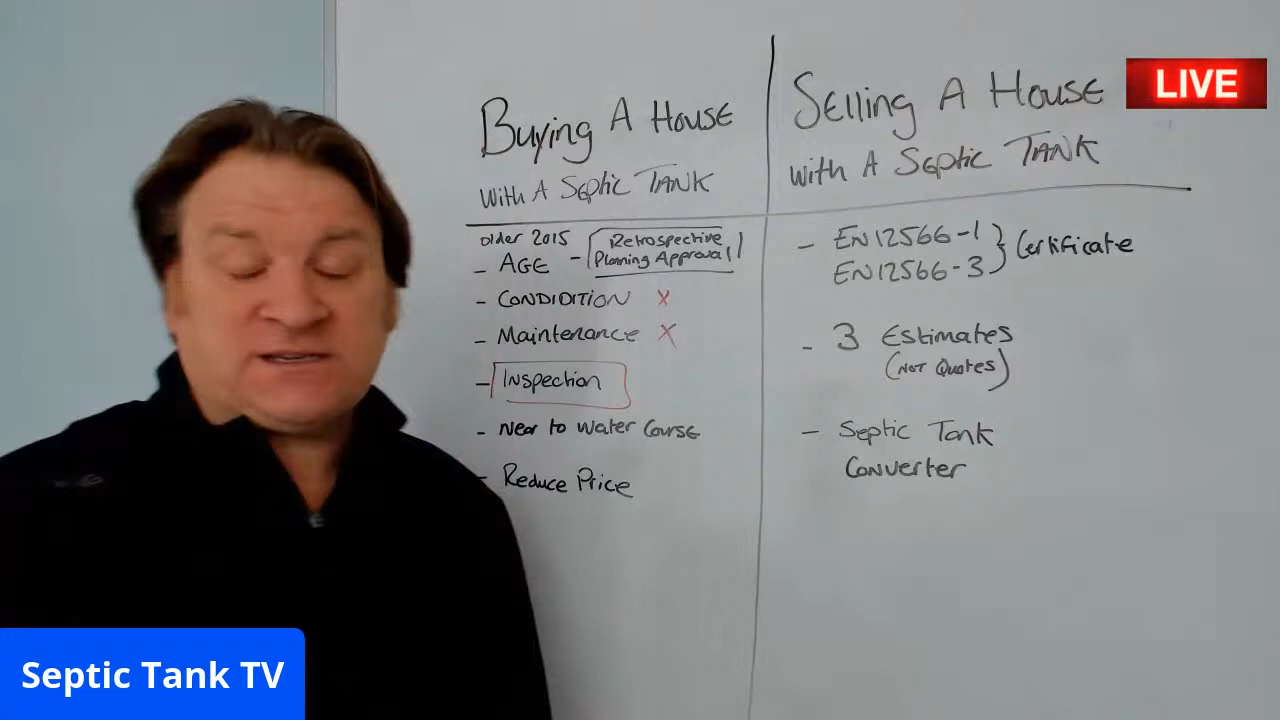 Buying A House
With A Septic TANK
older 2015
- AGE - Retrospective
Planning Approval
- CONDIDITION x
- Maintenance x
- Inspection
- Near to Water Course
- Reduce Price
Selling A House
With A Septic TANK
- EN12566-1
EN12566-3 } Certificate
- 3 Estimates
(NOT Quotes)
- Septic Tank
Converter
LIVE
Septic Tank TV